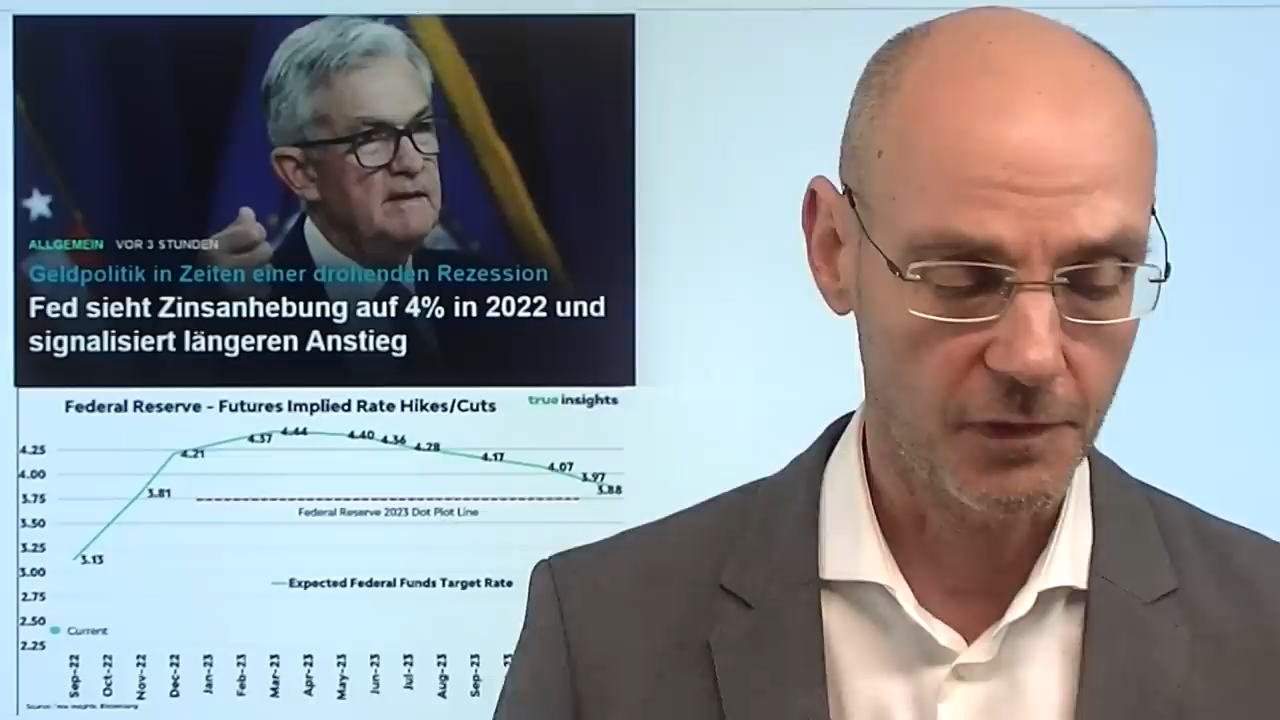 ALLGEMEIN VOR 3 STUNDEN
Geldpolitik in Zeiten einer drohenden Rezession
Fed sieht Zinsanhebung auf 4% in 2022 und
signalisiert längeren Anstieg
Federal Reserve - Futures Implied Rate Hikes/Cuts
true insights
4.25
4.00
3.75
3.50
3.25
3.00
2.75
2.50
2.25
3.13
3.81
4.21
4.37
4.44
4.40
4.36
4.28
4.17
4.07
3.97
3.88
Federal Reserve 2023 Dot Plot Line
Expected Federal Funds Target Rate
Current
Sep-22
Oct-22
Nov-22
Dec-22
Jan-23
Feb-23
Mar-23
Apr-23
May-23
Jun-23
Jul-23
Aug-23
Sep-23
Source: True Insights, Bloomberg